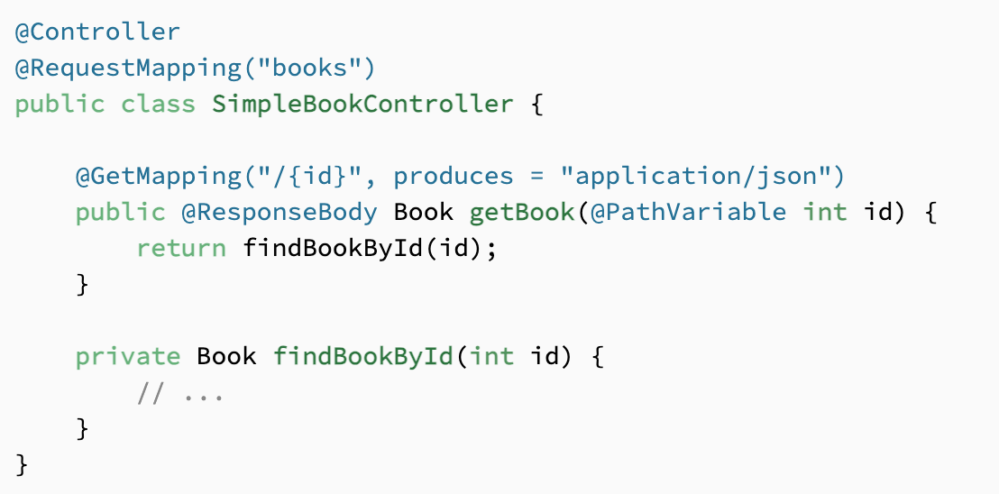 @Controller
@RequestMapping("books")
public class SimpleBookController {

    @GetMapping("/{id}", produces = "application/json")
    public @ResponseBody Book getBook(@PathVariable int id) {
        return findBookById(id);
    }

    private Book findBookById(int id) {
        // ...
    }
}